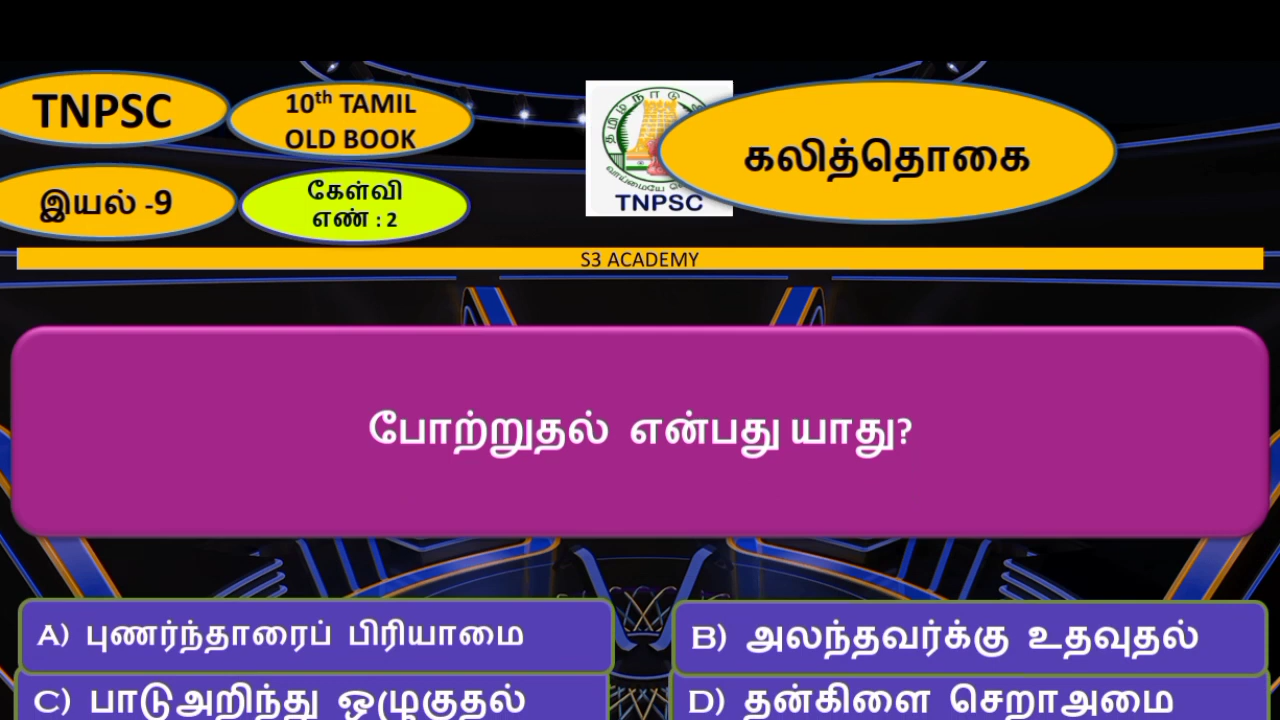 TNPSC
10th TAMIL
OLD BOOK
இயல் -9
கேள்வி
எண் : 2
தமிழ்நாடு
வாய்மையே
TNPSC
கலித்தொகை
S3 ACADEMY
போற்றுதல் என்பது யாது?
A) புணர்ந்தாரைப் பிரியாமை
B) அலந்தவர்க்கு உதவுதல்
C) பாடுஅறிந்து ஒழுகுதல்
D) தன்கிளை செறாஅமை